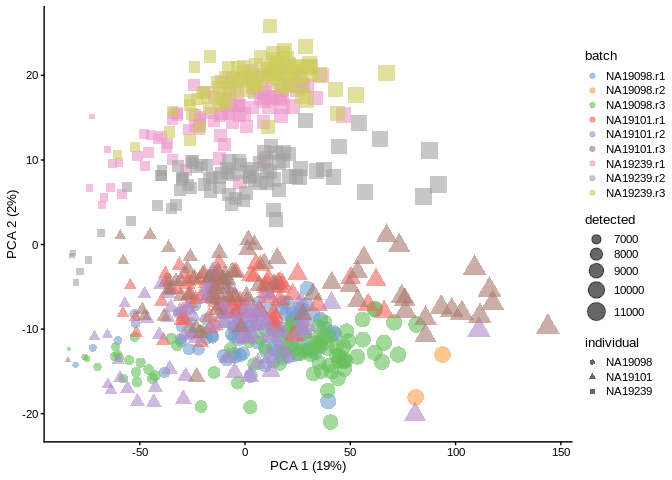 20
10
0
-10
-20
PCA 2 (2%)
-50
0
50
100
150
PCA 1 (19%)
batch
NA19098.r1
NA19098.r2
NA19098.r3
NA19101.r1
NA19101.r2
NA19101.r3
NA19239.r1
NA19239.r2
NA19239.r3
detected
7000
8000
9000
10000
11000
individual
NA19098
NA19101
NA19239